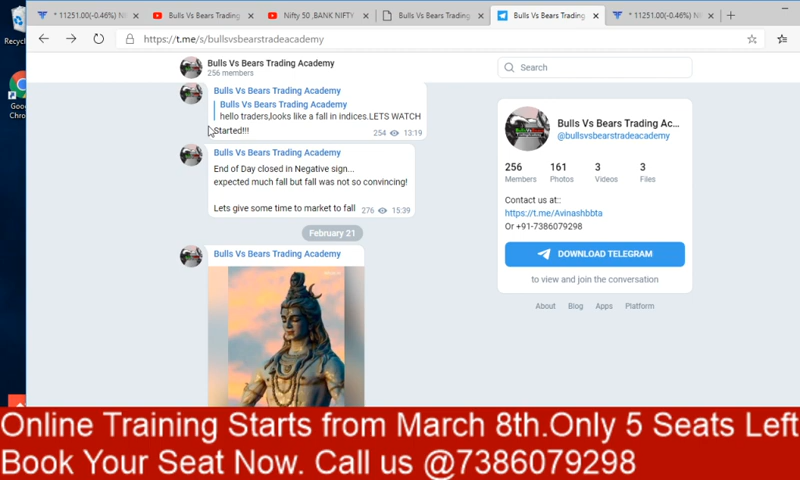 * 11251.00(-0.46%) N
Bulls Vs Bears Trading
Nifty 50 ,BANK NIFTY
Bulls Vs Bears Trading
Bulls Vs Bears Trading
* 11251.00(-0.46%) N
https://t.me/s/bullsvsbearstradeacademy
Recycl
Goo
Chro
Bulls Vs Bears Trading Academy
256 members
Search
Bulls Vs Bears Trading Academy
Bulls Vs Bears Trading Academy
hello traders,looks like a fall in indices.LETS WATCH
Started!!!
254
13:19
Bulls Vs Bears Trading Academy
End of Day closed in Negative sign...
expected much fall but fall was not so convincing!
Lets give some time to market to fall
276
15:39
February 21
Bulls Vs Bears Trading Academy
Bulls Vs Bears Trading Ac...
@bullsvsbearstradeacademy
256 161 3 3
Members Photos Videos Files
Contact us at::
https://t.me/Avinashbbta
Or +91-7386079298
DOWNLOAD TELEGRAM
to view and join the conversation
About Blog Apps Platform
Online Training Starts from March 8th.Only 5 Seats Left
Book Your Seat Now. Call us @7386079298